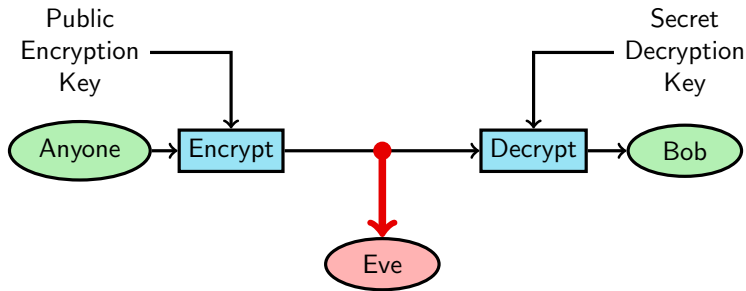 Public
Encryption
Key
Secret
Decryption
Key
Anyone
Encrypt
Decrypt
Bob
Eve